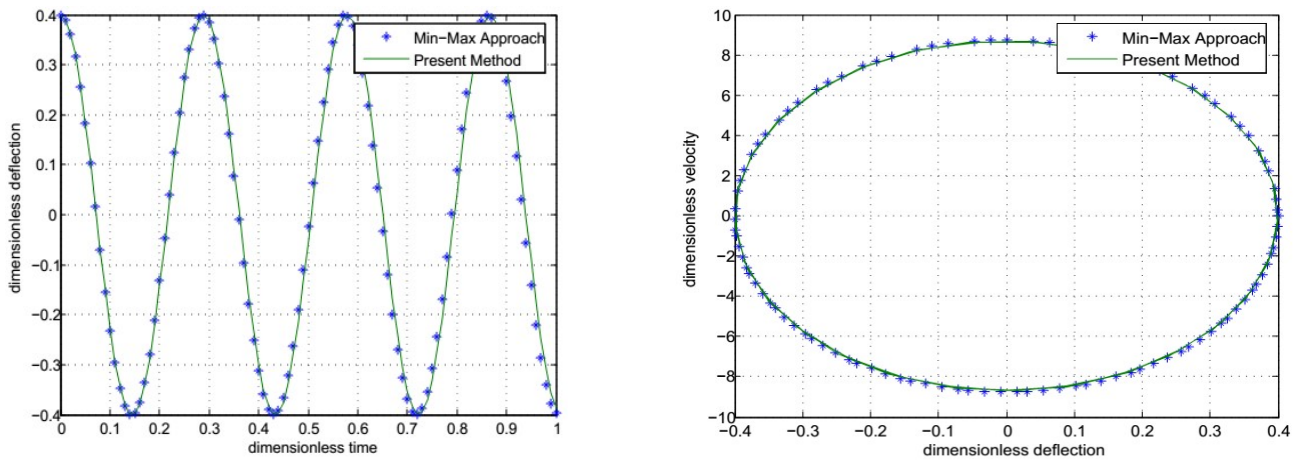 0.4
0.3
0.2
0.1
0
−0.1
−0.2
−0.3
−0.4
dimensionless deflection
0 0.1 0.2 0.3 0.4 0.5 0.6 0.7 0.8 0.9 1
dimensionless time
Min−Max Approach
Present Method
10
8
6
4
2
0
−2
−4
−6
−8
−10
dimensionless velocity
−0.4 −0.3 −0.2 −0.1 0 0.1 0.2 0.3 0.4
dimensionless deflection
Min−Max Approach
Present Method